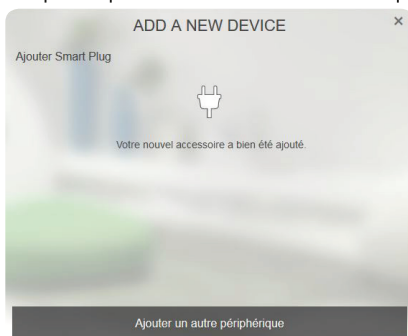 ADD A NEW DEVICE
×
Ajouter Smart Plug
Votre nouvel accessoire a bien été ajouté.
Ajouter un autre périphérique